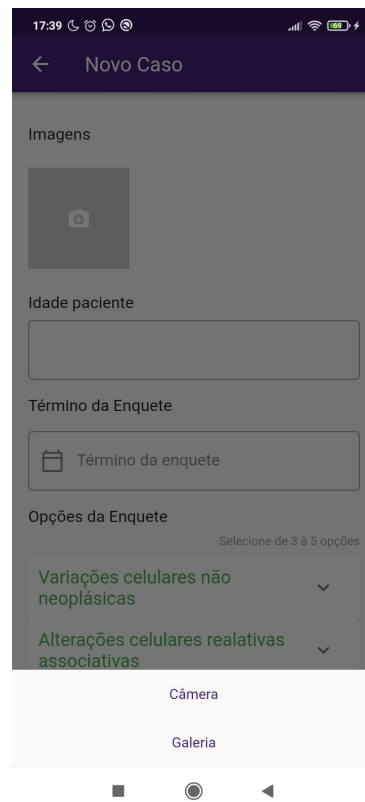 17:39
69
Novo Caso
Imagens
Idade paciente
Término da Enquete
Término da enquete
Opções da Enquete
Selecione de 3 à 5 opções
Variações celulares não
neoplásicas
Alterações celulares realativas
associativas
Câmera
Galeria